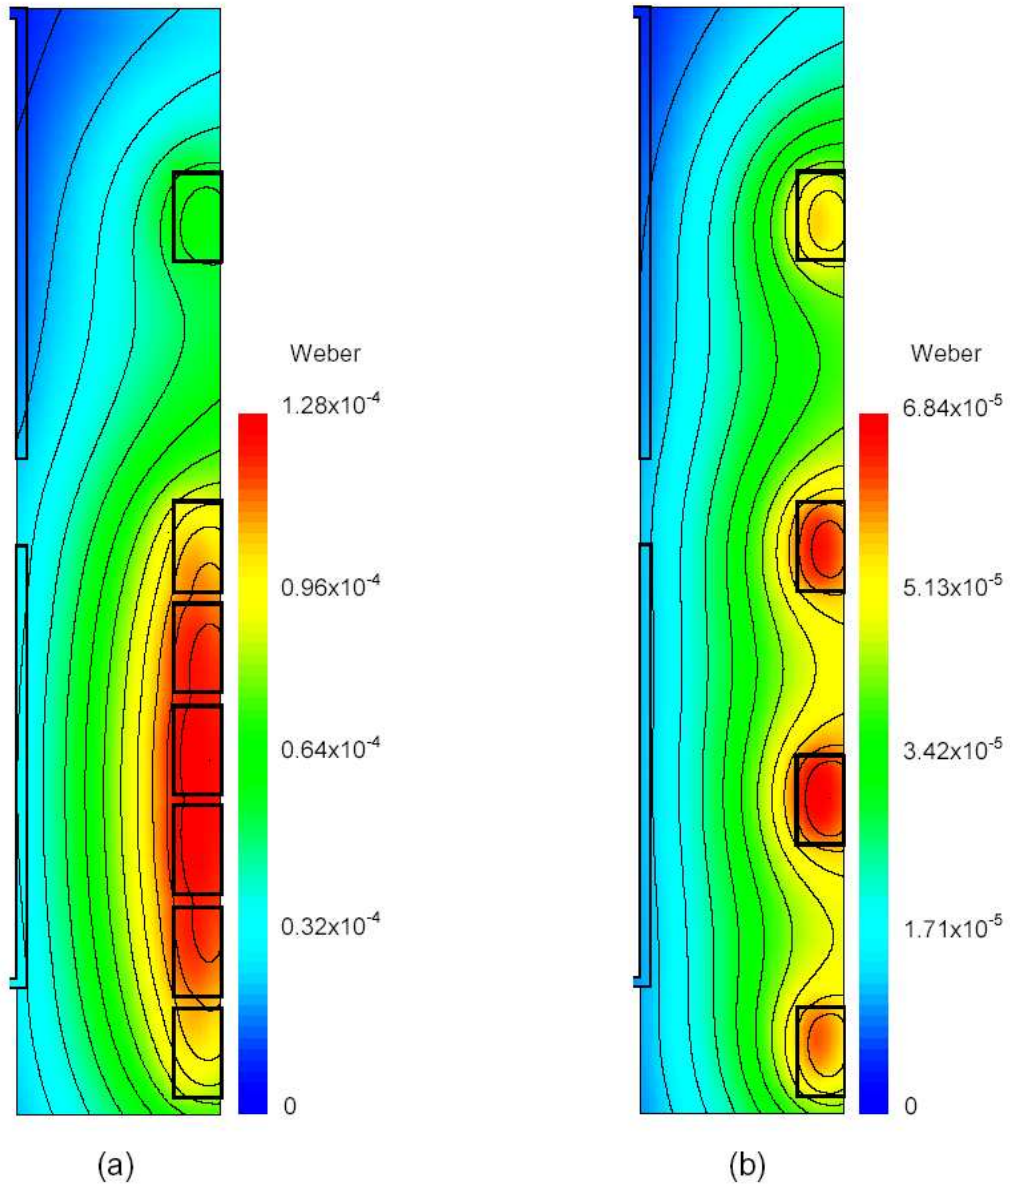 Weber
1.28x10⁻⁴
0.96x10⁻⁴
0.64x10⁻⁴
0.32x10⁻⁴
0
(a)
Weber
6.84x10⁻⁵
5.13x10⁻⁵
3.42x10⁻⁵
1.71x10⁻⁵
0
(b)